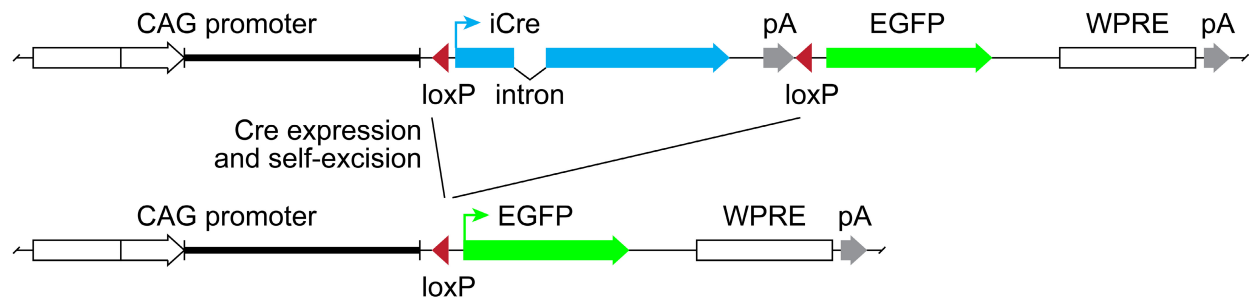 CAG promoter
iCre
pA
EGFP
WPRE
pA
loxP
intron
loxP
Cre expression
and self-excision
CAG promoter
EGFP
WPRE
pA
loxP